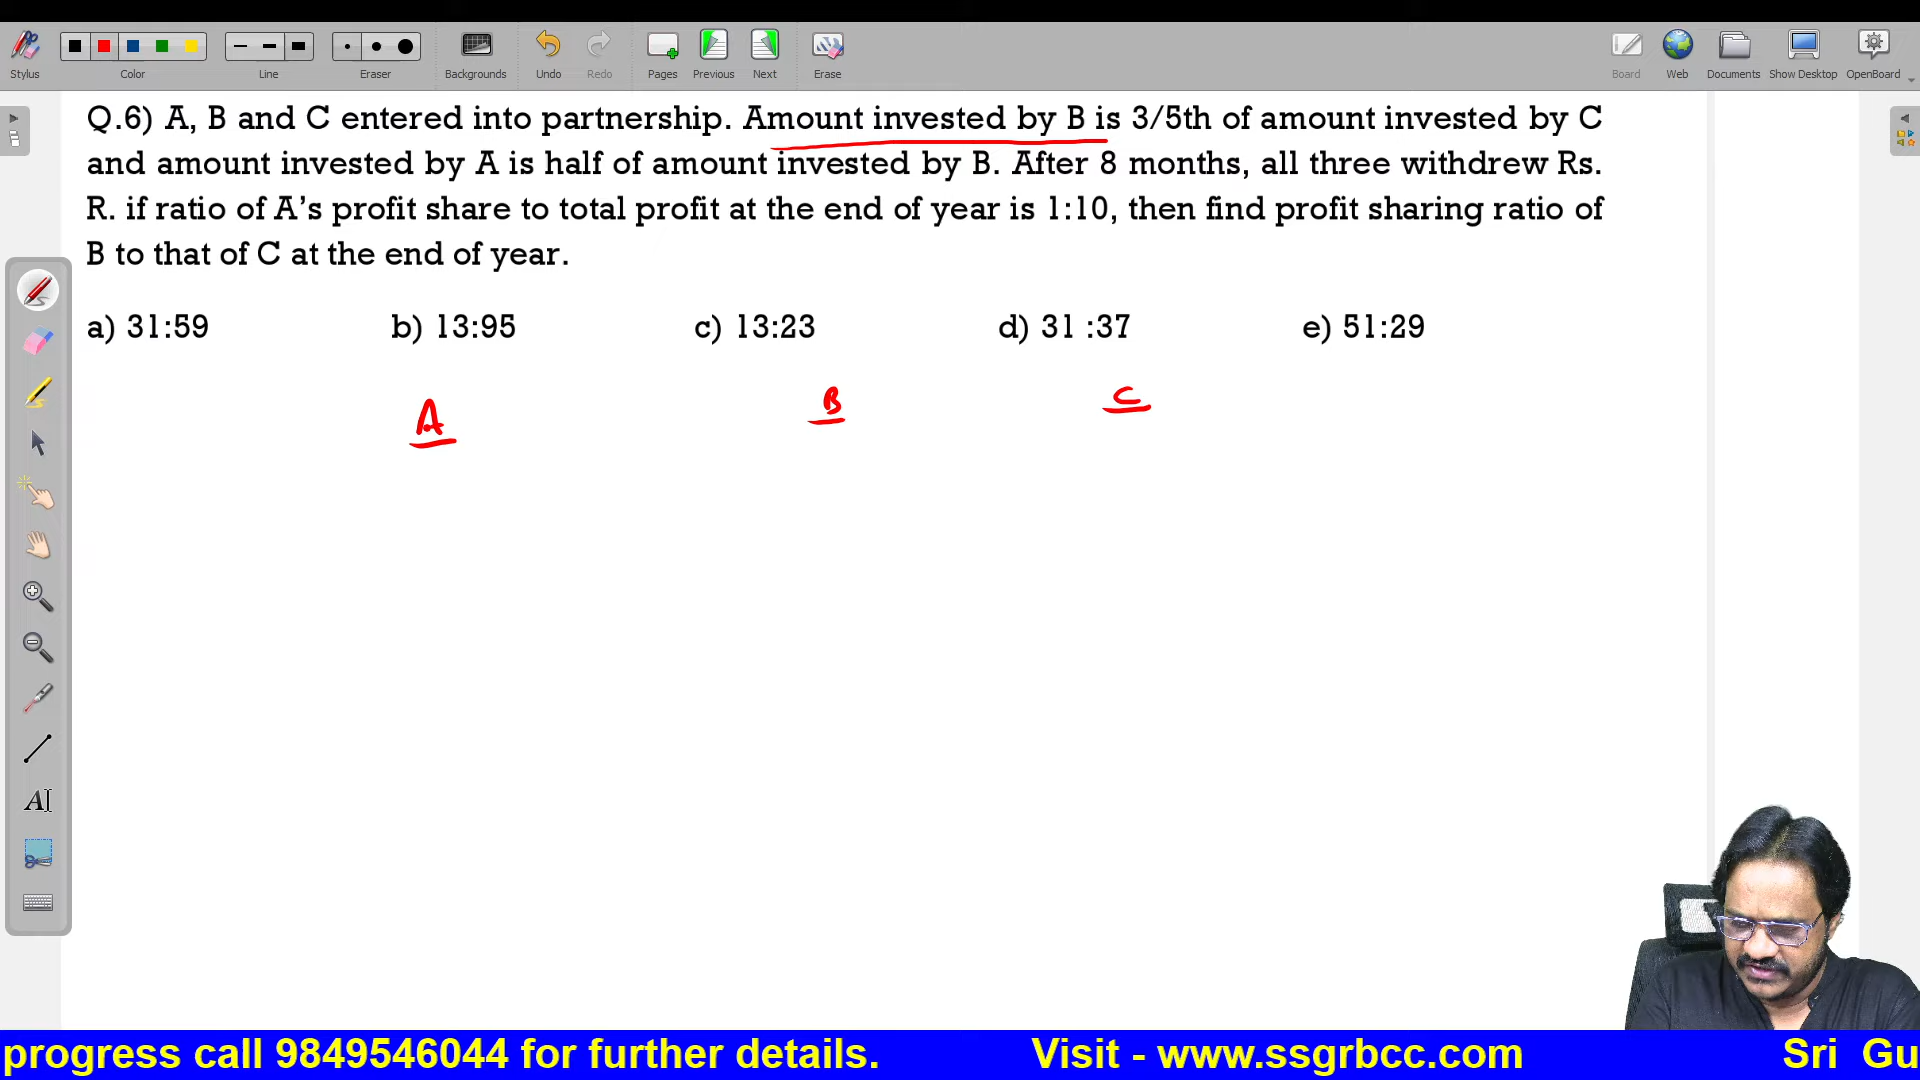 Stylus Color Line Eraser Backgrounds Undo Redo Pages Previous Next Erase Board Web Documents Show Desktop OpenBoard
Q.6) A, B and C entered into partnership. Amount invested by B is 3/5th of amount invested by C
and amount invested by A is half of amount invested by B. After 8 months, all three withdrew Rs.
R. if ratio of A’s profit share to total profit at the end of year is 1:10, then find profit sharing ratio of
B to that of C at the end of year.
a) 31:59 b) 13:95 c) 13:23 d) 31 :37 e) 51:29
A B C
progress call 9849546044 for further details. Visit - www.ssgrbcc.com Sri Gu